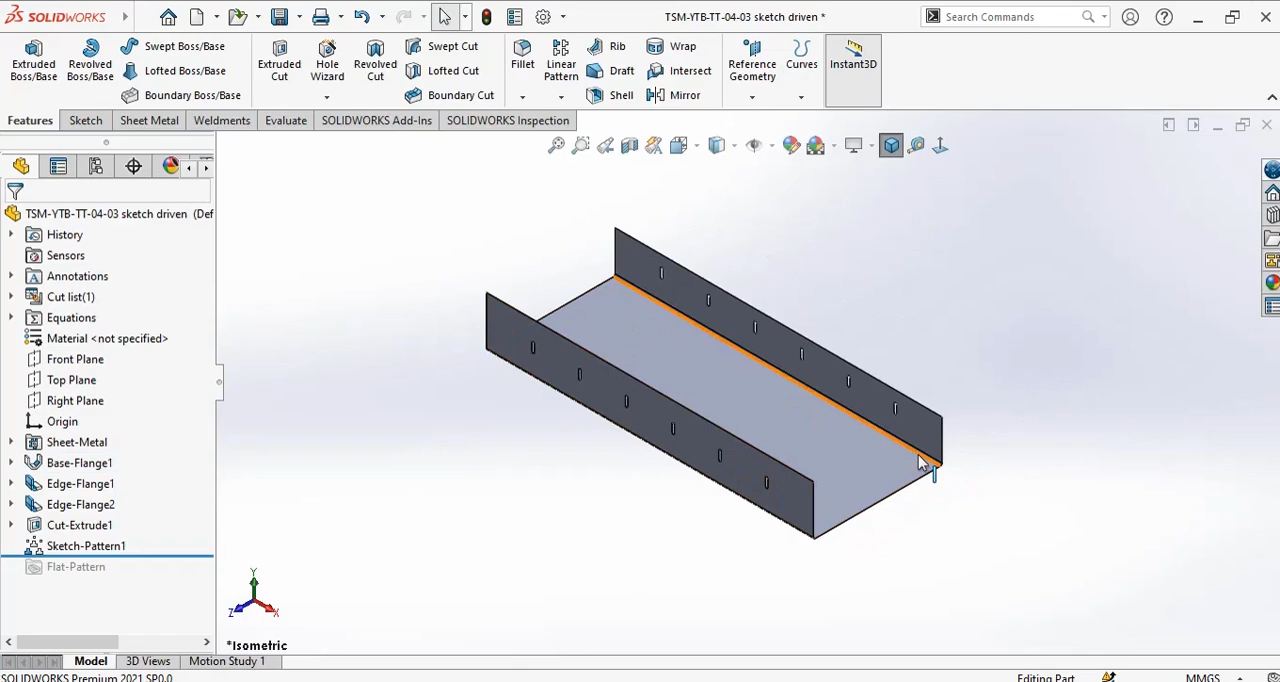 SOLIDWORKS
TSM-YTB-TT-04-03 sketch driven *
Search Commands
Extruded Boss/Base
Revolved Boss/Base
Swept Boss/Base
Lofted Boss/Base
Boundary Boss/Base
Extruded Cut
Hole Wizard
Revolved Cut
Swept Cut
Lofted Cut
Boundary Cut
Fillet
Linear Pattern
Rib
Draft
Shell
Wrap
Intersect
Mirror
Reference Geometry
Curves
Instant3D
Features
Sketch
Sheet Metal
Weldments
Evaluate
SOLIDWORKS Add-Ins
SOLIDWORKS Inspection
TSM-YTB-TT-04-03 sketch driven (Def
History
Sensors
Annotations
Cut list(1)
Equations
Material <not specified>
Front Plane
Top Plane
Right Plane
Origin
Sheet-Metal
Base-Flange1
Edge-Flange1
Edge-Flange2
Cut-Extrude1
Sketch-Pattern1
Flat-Pattern
Y
Z
X
*Isometric
Model
3D Views
Motion Study 1
SOLIDWORKS Premium 2021 SP0.0
Editing Part
MMGS